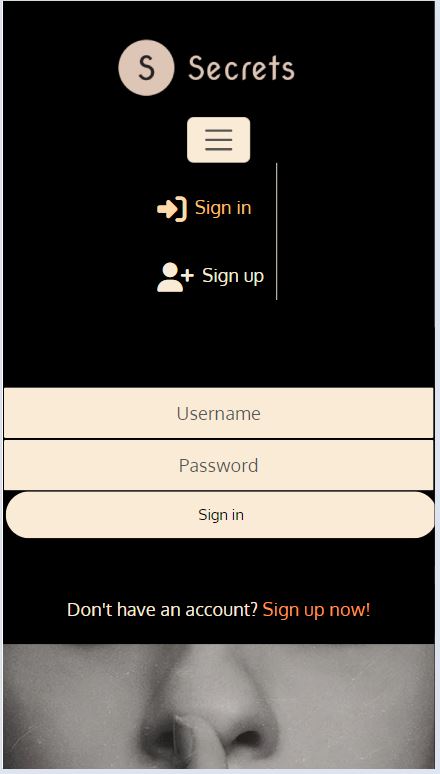 S Secrets
Sign in
Sign up
Username
Password
Sign in
Don't have an account? Sign up now!